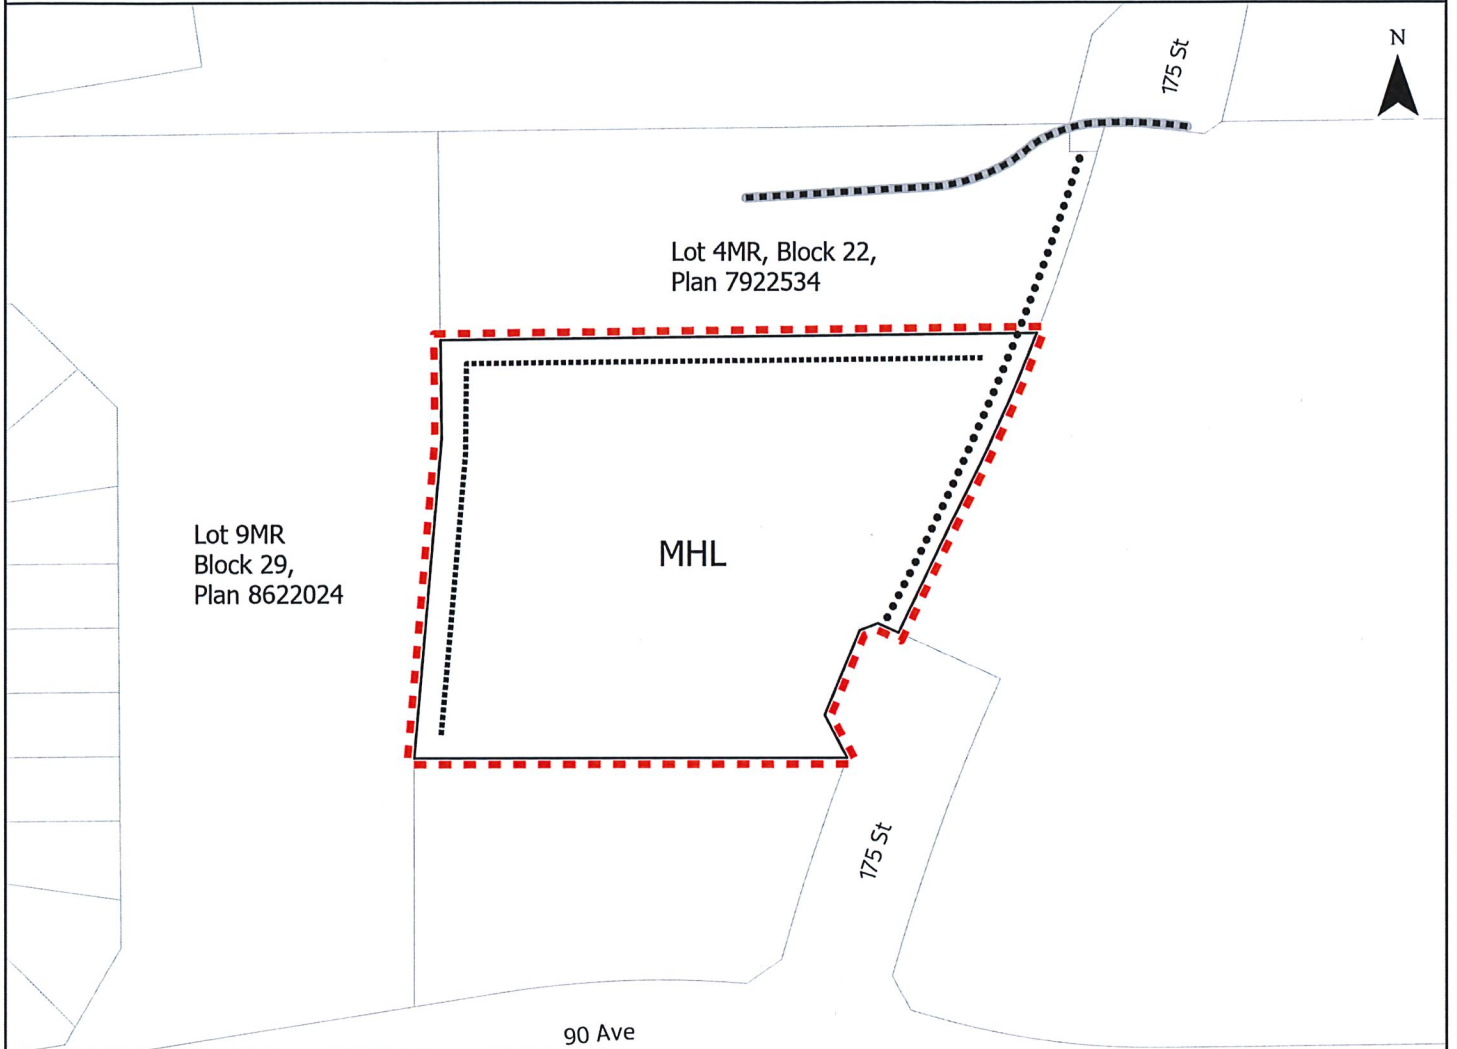 N
175 St
Lot 4MR, Block 22,
Plan 7922534
Lot 9MR
Block 29,
Plan 8622024
MHL
175 St
90 Ave